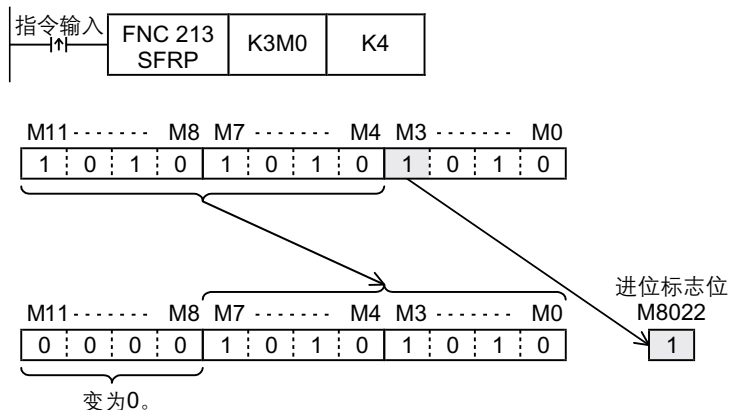 指令输入
FNC 213
SFRP
K3M0
K4
M11 ------- M8 M7 ------- M4 M3 ------- M0
1 0 1 0 1 0 1 0 1 0 1 0
进位标志位
M8022
M11 ------- M8 M7 ------- M4 M3 ------- M0
0 0 0 0 1 0 1 0 1 0 1 0
1
变为0。